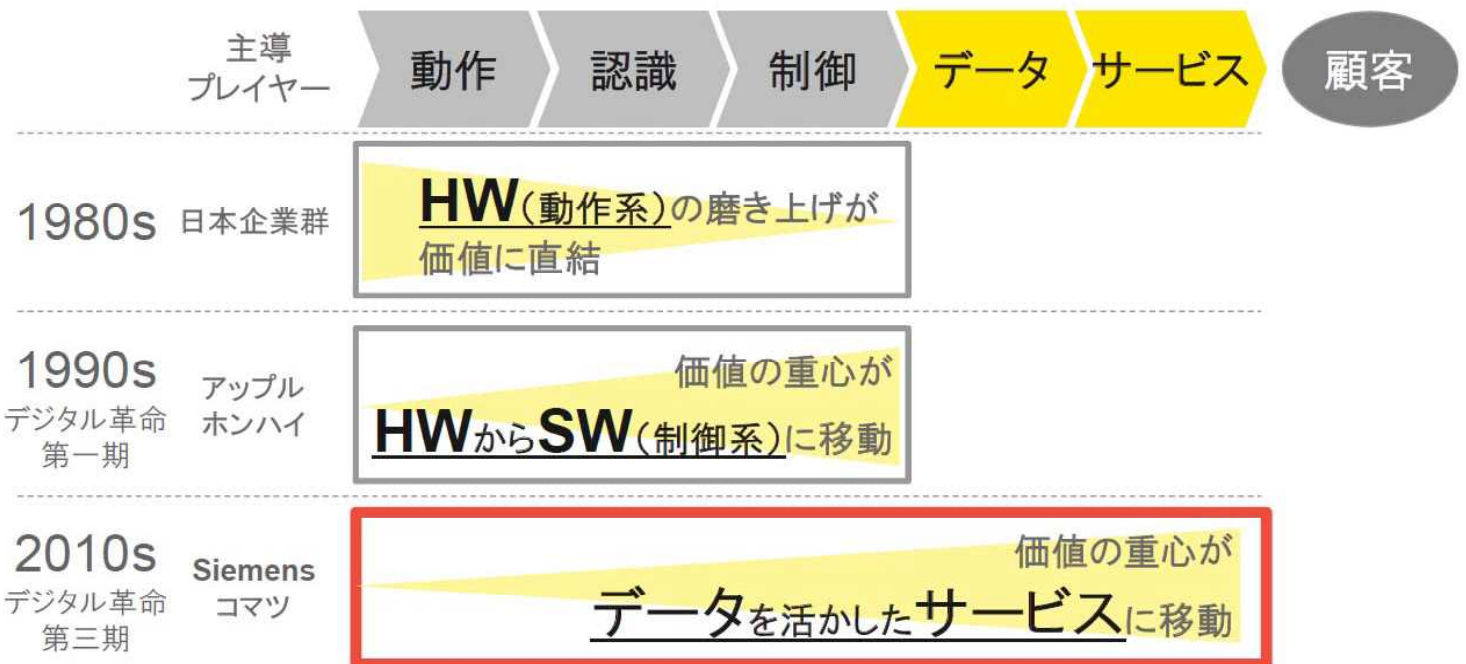 主導
プレイヤー
動作
認識
制御
データ
サービス
顧客
1980s
日本企業群
HW(動作系)の磨き上げが
価値に直結
1990s
デジタル革命
第一期
アップル
ホンハイ
価値の重心が
HWからSW(制御系)に移動
2010s
デジタル革命
第三期
Siemens
コマツ
価値の重心が
データを活かしたサービスに移動